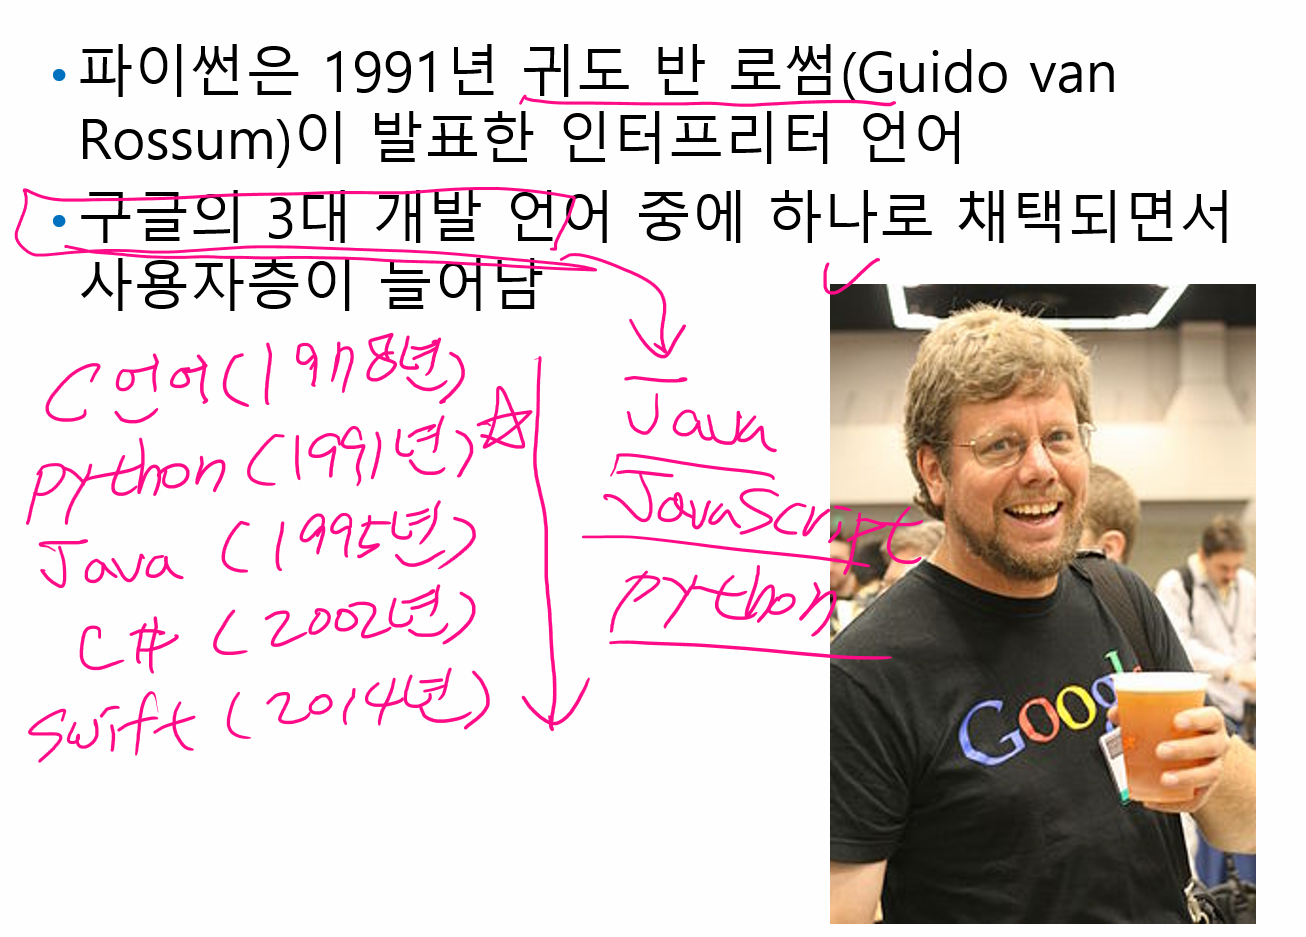 • 파이썬은 1991년 귀도 반 로썸(Guido van
Rossum)이 발표한 인터프리터 언어
• 구글의 3대 개발 언어 중에 하나로 채택되면서
사용자층이 늘어남
C언어(1978년)
python (1991년)☆
Java (1995년)
C# (2002년)
Swift (2014년)
Java
JavaScript
python
Google